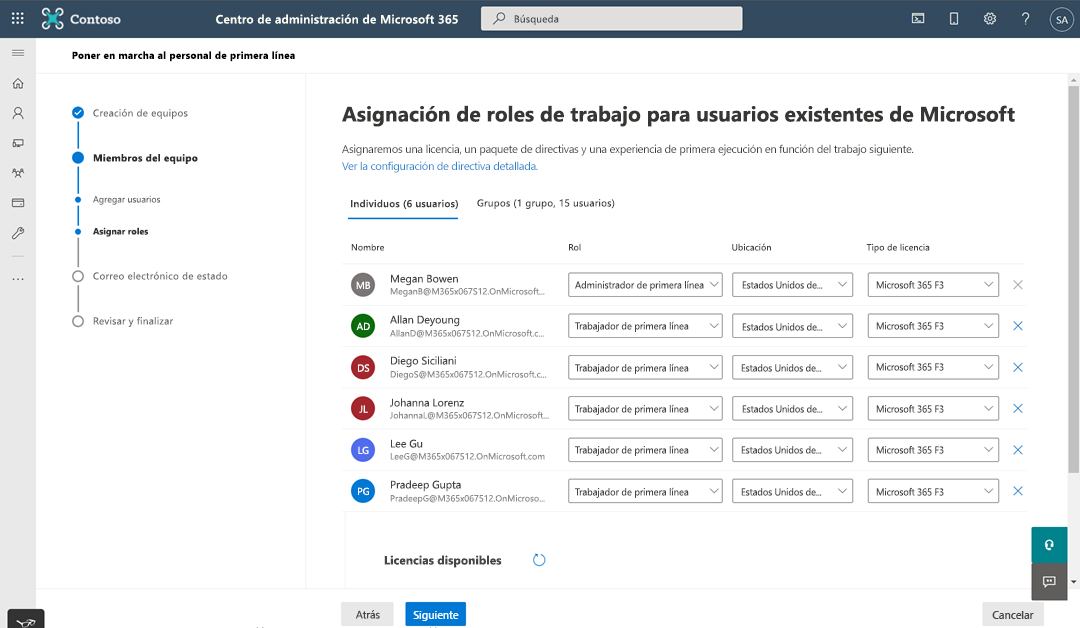 Contoso
Centro de administración de Microsoft 365
Búsqueda
SA
Poner en marcha al personal de primera línea
Creación de equipos
Miembros del equipo
Agregar usuarios
Asignar roles
Correo electrónico de estado
Revisar y finalizar
Asignación de roles de trabajo para usuarios existentes de Microsoft
Asignaremos una licencia, un paquete de directivas y una experiencia de primera ejecución en función del trabajo siguiente.
Ver la configuración de directiva detallada.
Individuos (6 usuarios) Grupos (1 grupo, 15 usuarios)
Nombre Rol Ubicación Tipo de licencia
MB Megan Bowen Administrador de primera línea Estados Unidos de... Microsoft 365 F3
MeganB@M365x067512.OnMicrosoft...
AD Allan Deyoung Trabajador de primera línea Estados Unidos de... Microsoft 365 F3
AllanD@M365x067512.OnMicrosoft.c...
DS Diego Siciliani Trabajador de primera línea Estados Unidos de... Microsoft 365 F3
DiegoS@M365x067512.OnMicrosoft.c...
JL Johanna Lorenz Trabajador de primera línea Estados Unidos de... Microsoft 365 F3
JohannaL@M365x067512.OnMicrosoft...
LG Lee Gu Trabajador de primera línea Estados Unidos de... Microsoft 365 F3
LeeG@M365x067512.OnMicrosoft.com
PG Pradeep Gupta Trabajador de primera línea Estados Unidos de... Microsoft 365 F3
PradeepG@M365x067512.OnMicroso...
Licencias disponibles
Atrás Siguiente Cancelar